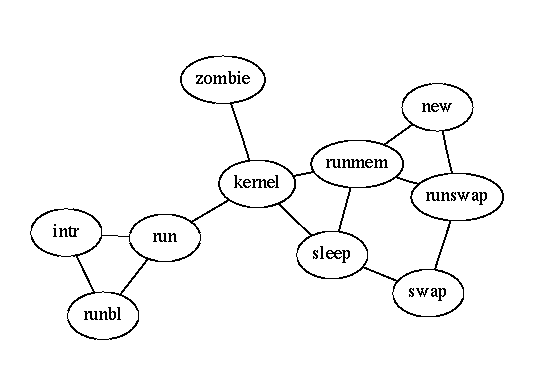 zombie
new
runmem
kernel
runswap
intr
run
sleep
swap
runbl